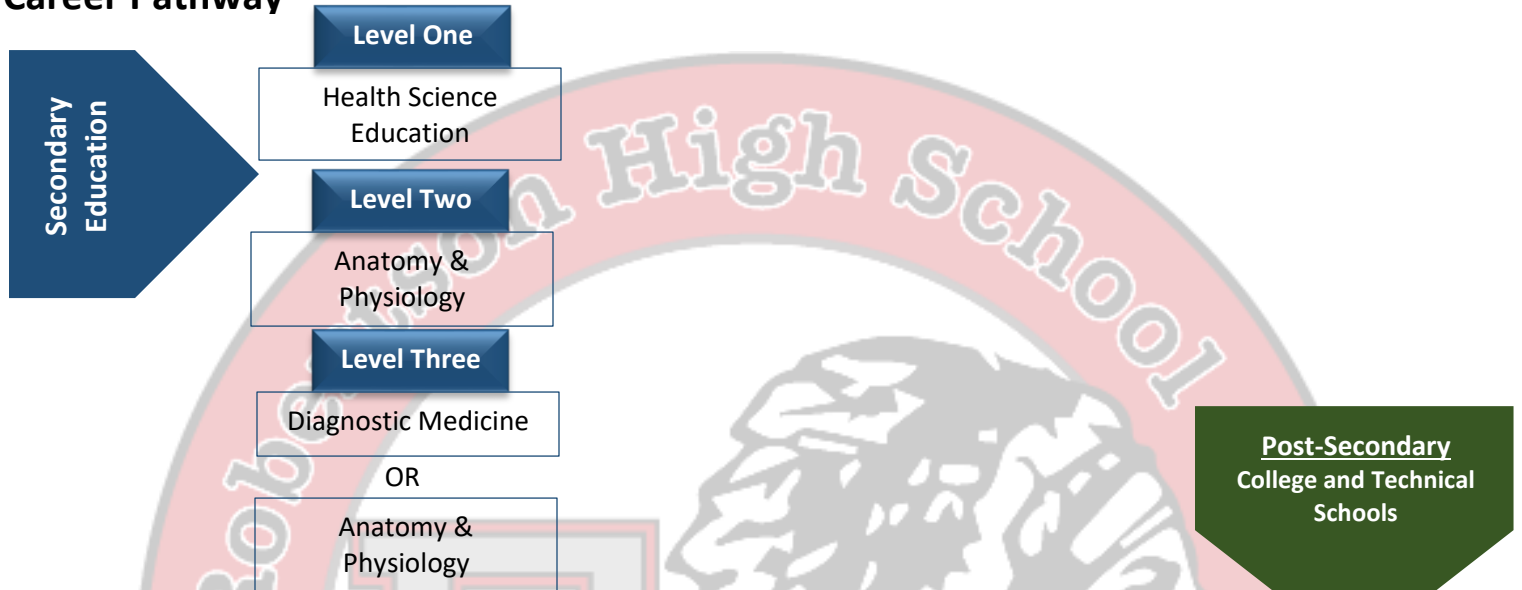 Career Pathway
Level One
Secondary
Education
Health Science
Education
Level Two
Anatomy &
Physiology
Level Three
Diagnostic Medicine
OR
Anatomy &
Physiology
Post-Secondary
College and Technical
Schools
Robertson High School